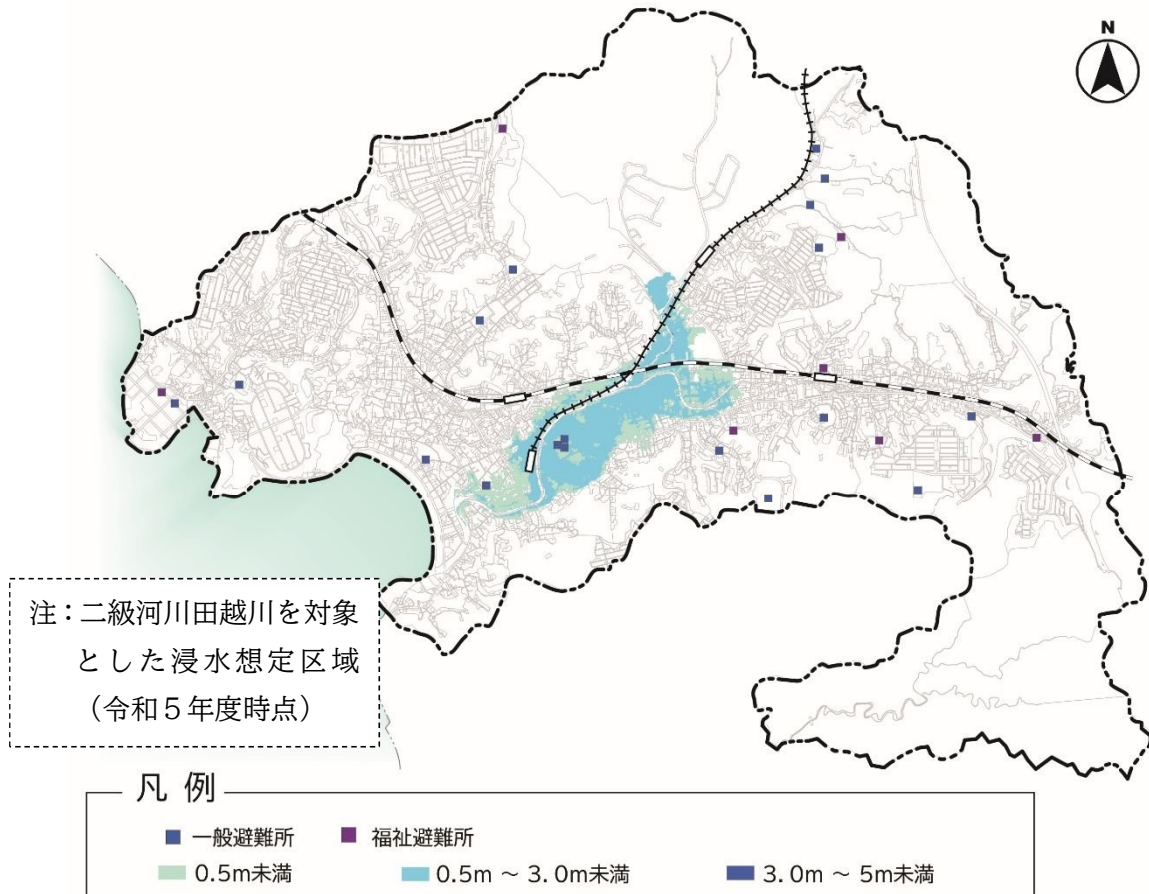 N
注：二級河川田越川を対象
とした浸水想定区域
（令和５年度時点）
凡 例
一般避難所 福祉避難所
0.5m未満 0.5m ～ 3.0m未満 3.0m ～ 5m未満